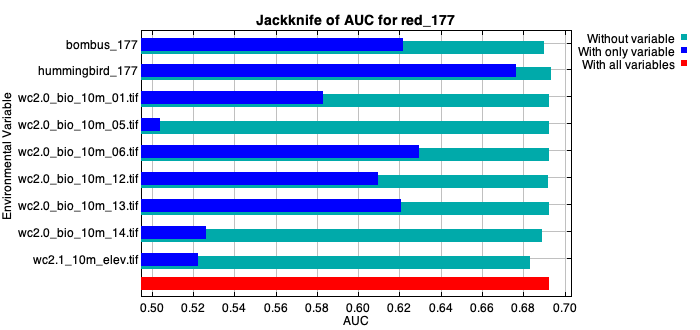 Jackknife of AUC for red_177
Environmental Variable
bombus_177
hummingbird_177
wc2.0_bio_10m_01.tif
wc2.0_bio_10m_05.tif
wc2.0_bio_10m_06.tif
wc2.0_bio_10m_12.tif
wc2.0_bio_10m_13.tif
wc2.0_bio_10m_14.tif
wc2.1_10m_elev.tif
0.50 0.52 0.54 0.56 0.58 0.60 0.62 0.64 0.66 0.68 0.70
AUC
Without variable
With only variable
With all variables